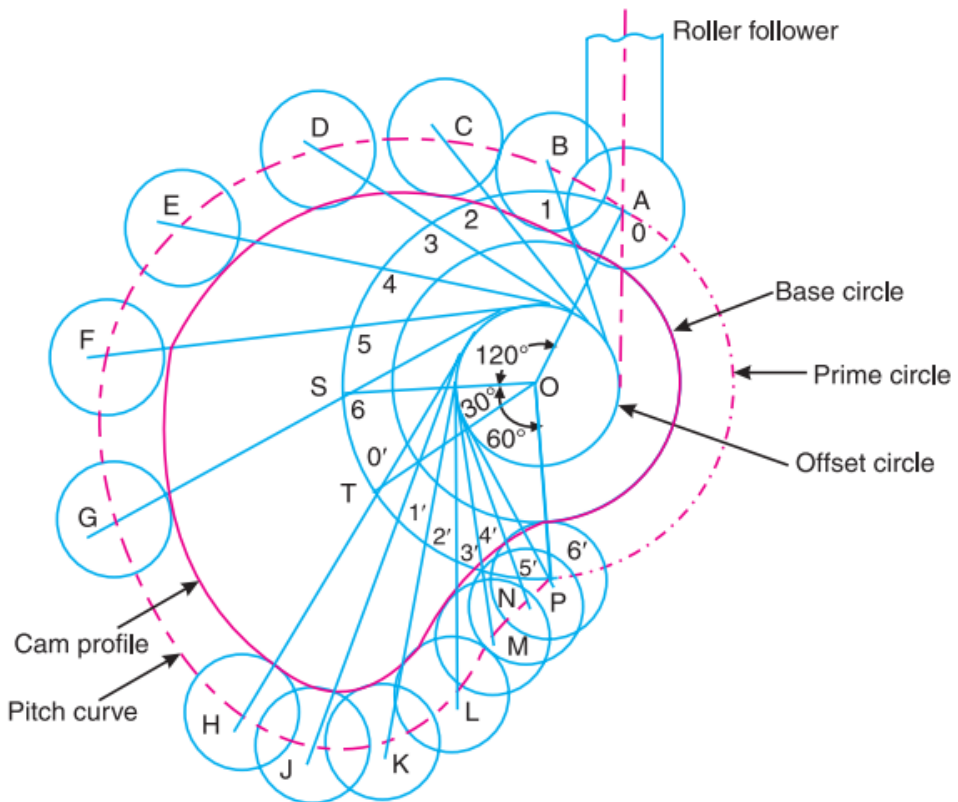 Roller follower
D
C
B
A
0
E
1
2
3
4
Base circle
F
5
120°
S
6
O
Prime circle
30°
60°
0′
T
Offset circle
G
1′
2′
3′
4′
5′
6′
N
P
M
Cam profile
Pitch curve
H
J
K
L